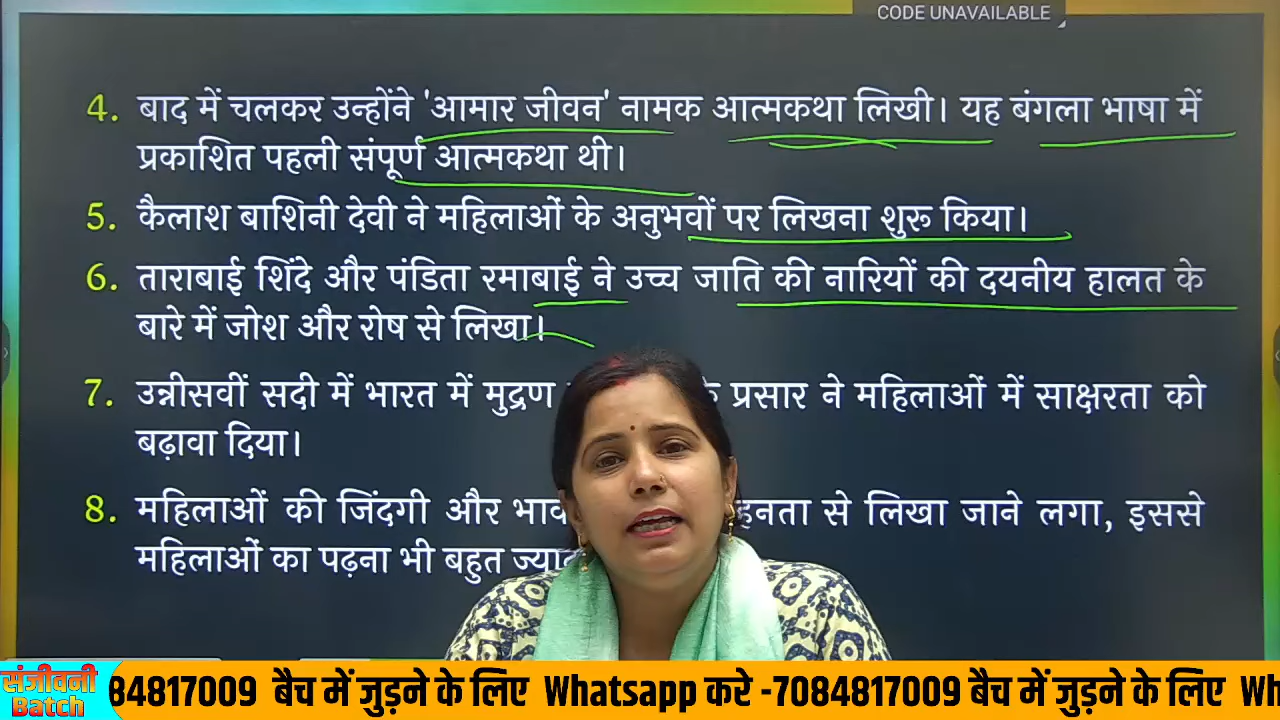 CODE UNAVAILABLE
4. बाद में चलकर उन्होंने 'आमार जीवन' नामक आत्मकथा लिखी। यह बंगला भाषा में
प्रकाशित पहली संपूर्ण आत्मकथा थी।
5. कैलाश बाशिनी देवी ने महिलाओं के अनुभवों पर लिखना शुरू किया।
6. ताराबाई शिंदे और पंडिता रमाबाई ने उच्च जाति की नारियों की दयनीय हालत के
बारे में जोश और रोष से लिखा।
7. उन्नीसवीं सदी में भारत में मुद्रण प्रसार ने महिलाओं में साक्षरता को
बढ़ावा दिया।
8. महिलाओं की जिंदगी और से लिखा जाने लगा, इससे
महिलाओं का पढ़ना भी बहुत
संजीवनी
Batch
84817009 बैच में जुड़ने के लिए Whatsapp करे -7084817009 बैच में जुड़ने के लिए Wh